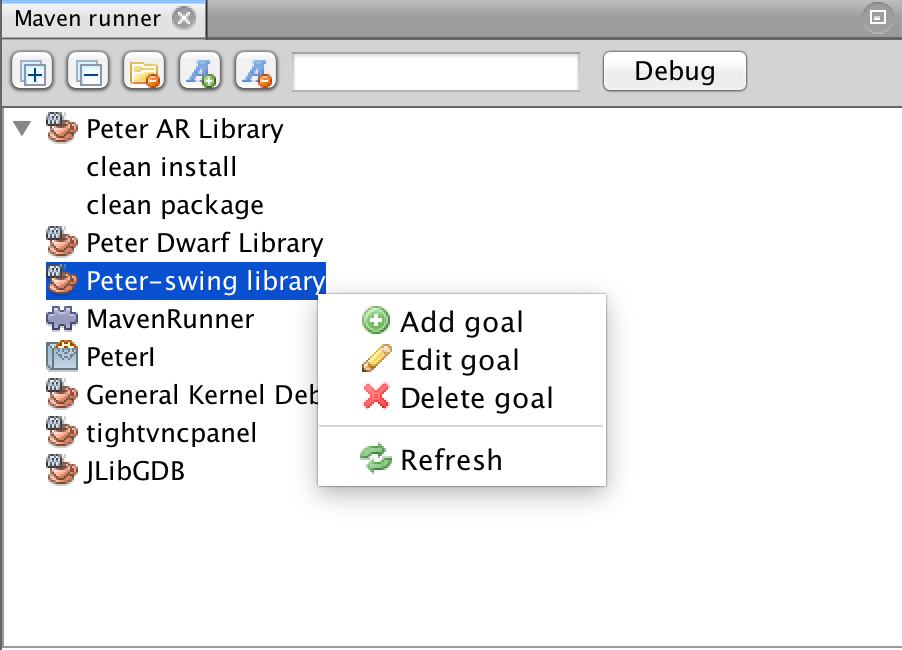 Maven runner
Debug
Peter AR Library
clean install
clean package
Peter Dwarf Library
Peter-swing library
MavenRunner
PeterI
General Kernel Deb
tightvncpanel
JLibGDB
Add goal
Edit goal
Delete goal
Refresh